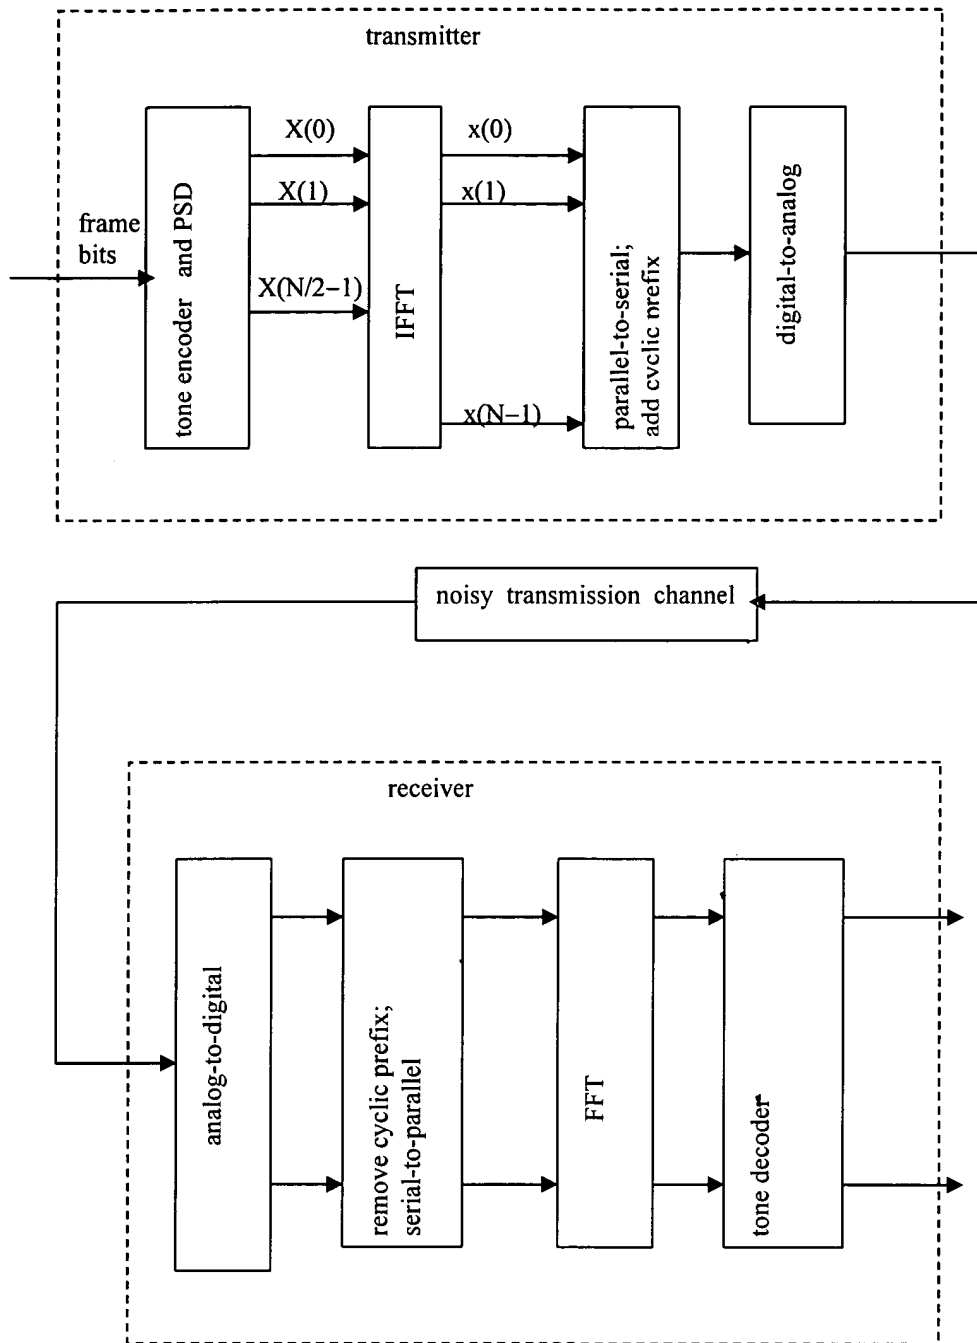 transmitter
frame
bits
tone encoder and PSD
X(0)
X(1)
X(N/2−1)
IFFT
x(0)
x(1)
x(N−1)
parallel-to-serial;
add cyclic prefix
digital-to-analog
noisy transmission channel
receiver
analog-to-digital
remove cyclic prefix;
serial-to-parallel
FFT
tone decoder